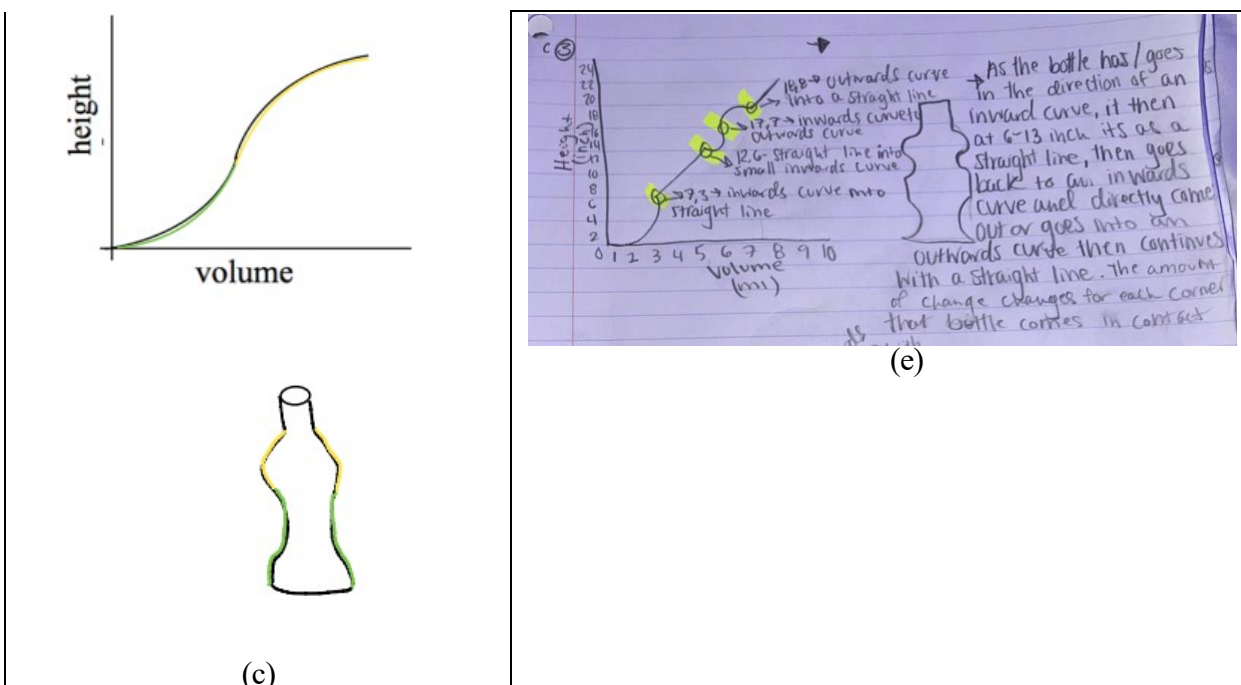 height
volume
(c)
C 3
24
22
20
18
16
14
12
10
8
6
4
2
Height
(inch)
0 1 2 3 4 5 6 7 8 9 10
Volume
(ml)
18,8 → outwards curve
into a straght line
17,7 → inwards curve to
outwards curve
12,6 - straight line into
small inwards curve
7,3 → inwards curve into
straight line
As the bottle has/goes
in the direction of an
inward curve, it then
at 6-13 inch its as a
straight line, then goes
back to an inwards
curve and directly came
out or goes into an
outwards curve then continues
with a straight line. The amount
of change changes for each corner
that bottle comes in contact
(e)